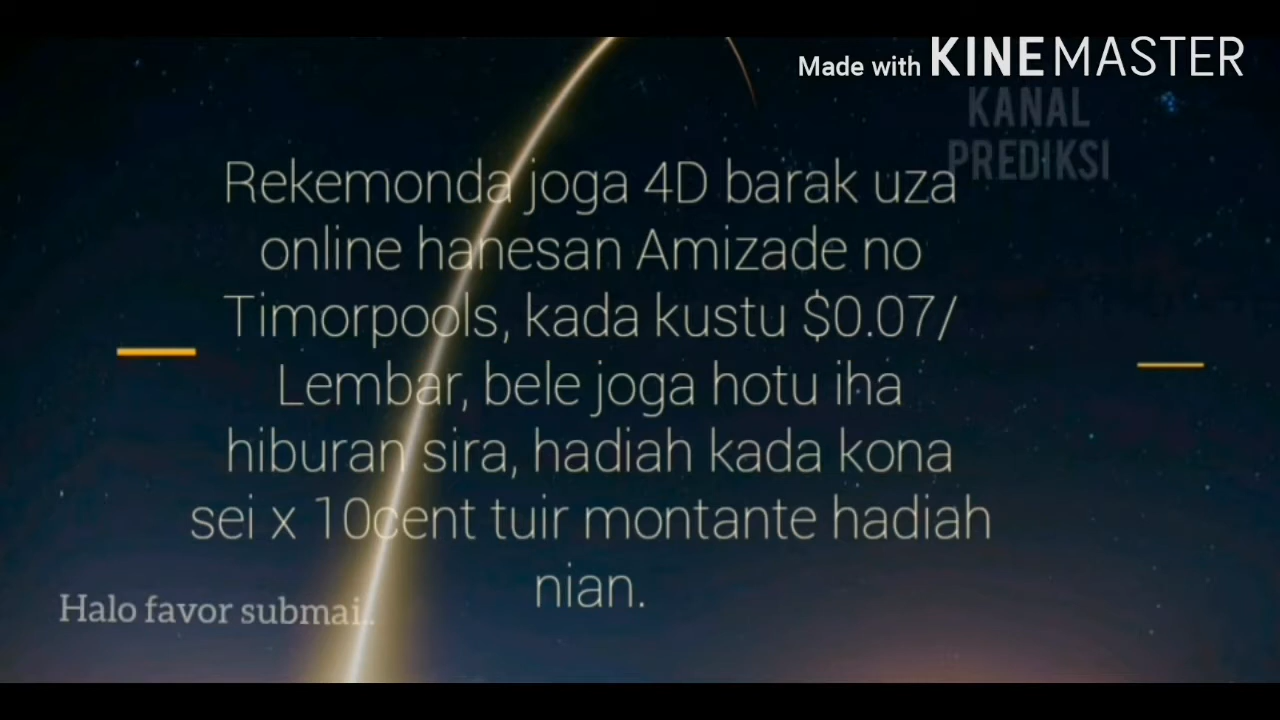 Made with KINEMASTER
KANAL
PREDIKSI
Rekemonda joga 4D barak uza
online hanesan Amizade no
Timorpools, kada kustu $0.07/
Lembar, bele joga hotu iha
hiburan sira, hadiah kada kona
sei x 10cent tuir montante hadiah
nian.
Halo favor submai..